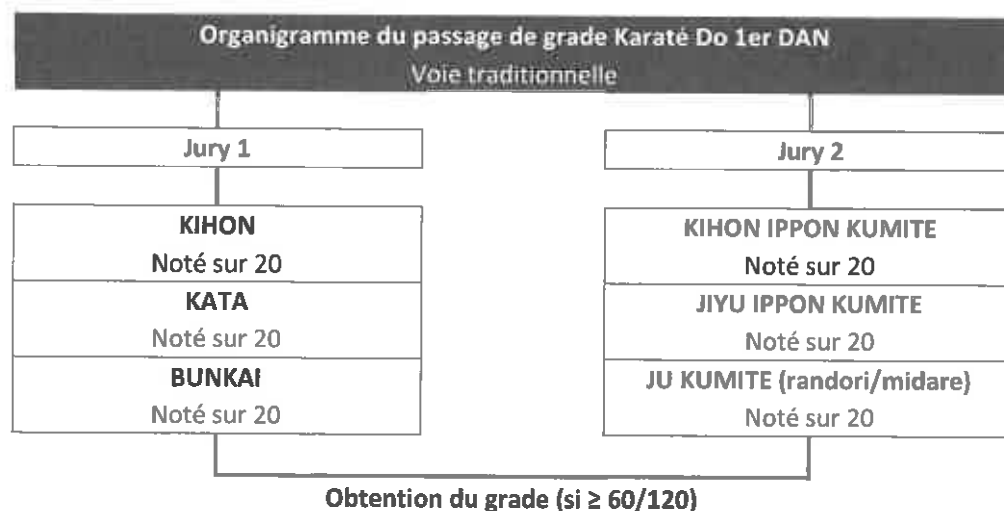 Organigramme du passage de grade Karaté Do 1er DAN
Voie traditionnelle
Jury 1
KIHON
Noté sur 20
KATA
Noté sur 20
BUNKAI
Noté sur 20
Jury 2
KIHON IPPON KUMITE
Noté sur 20
JIYU IPPON KUMITE
Noté sur 20
JU KUMITE (randori/midare)
Noté sur 20
Obtention du grade (si ≥ 60/120)